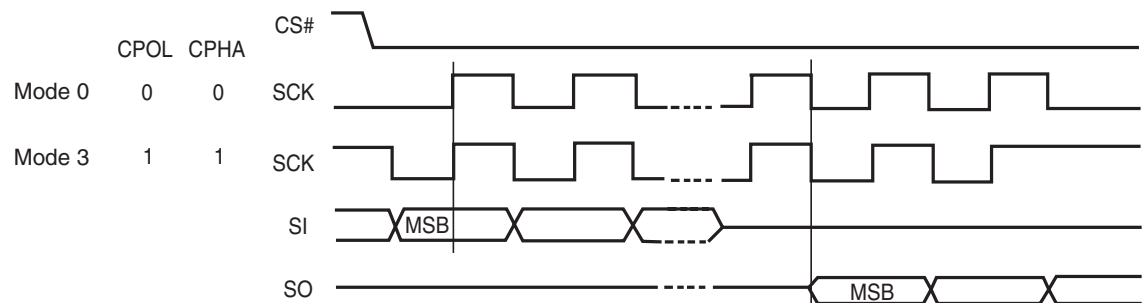 CS#
CPOL CPHA
Mode 0 0 0 SCK
Mode 3 1 1 SCK
SI MSB
SO MSB